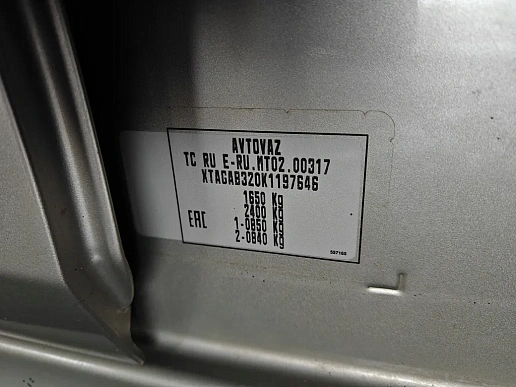 AVTOVAZ
TC RU E-RU.MT02.00317
XTAGAB320K1197646
1650 Kg
2400 Kg
EAC
1-0850 Kg
2-0840 Kg